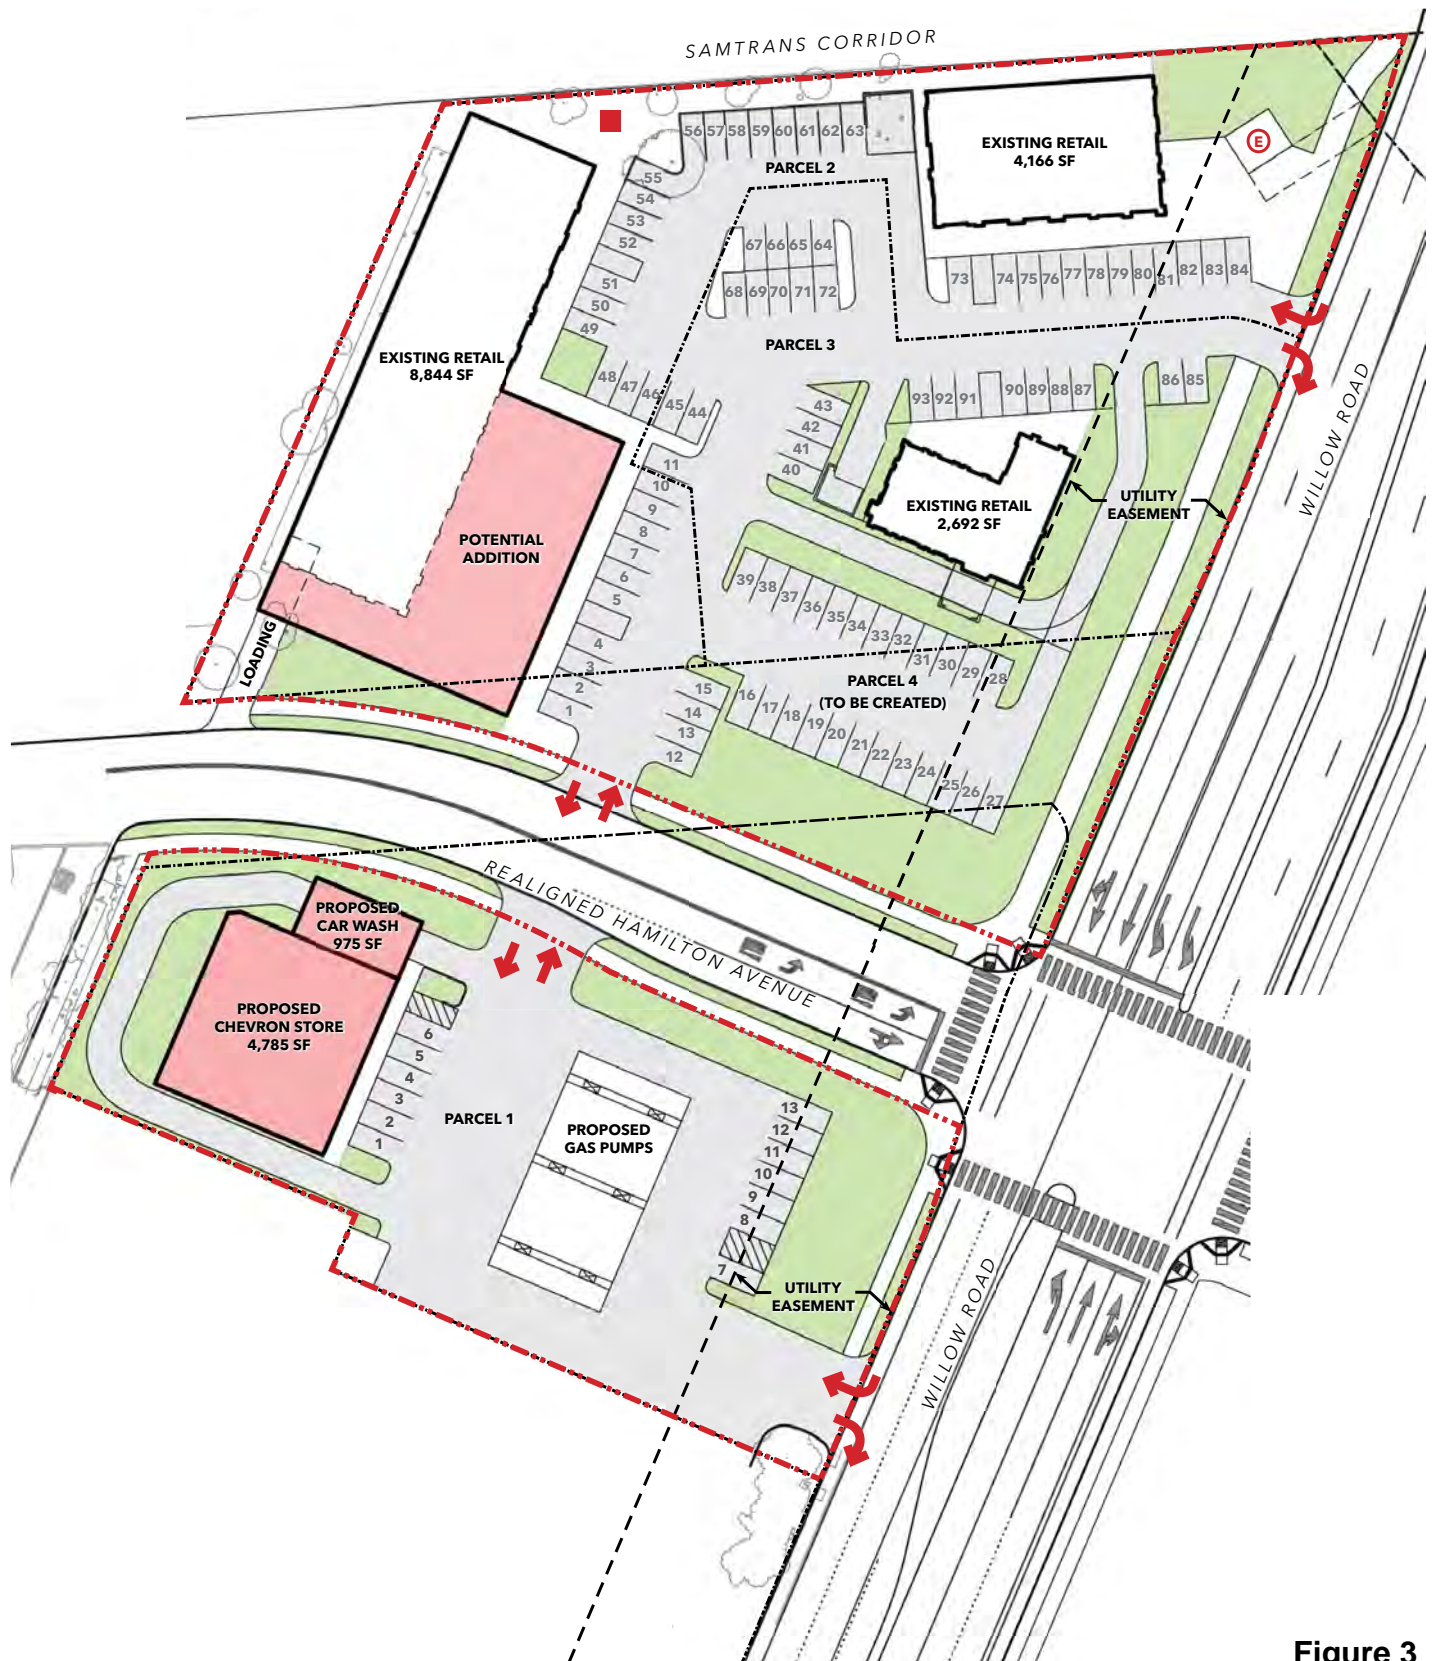 SAMTRANS CORRIDOR
EXISTING RETAIL
4,166 SF
E
56 57 58 59 60 61 62 63
PARCEL 2
55
54
53
52
51
50
49
67 66 65 64
68 69 70 71 72
73 74 75 76 77 78 79 80 81 82 83 84
PARCEL 3
EXISTING RETAIL
8,844 SF
48 47 46 45 44
43
42
41
40
93 92 91 90 89 88 87
86 85
WILLOW ROAD
11
10
9
8
7
6
5
4
3
2
1
EXISTING RETAIL
2,692 SF
UTILITY
EASEMENT
POTENTIAL
ADDITION
39 38 37 36 35 34 33 32 31 30 29 28
LOADING
PARCEL 4
(TO BE CREATED)
15
14
13
12
16 17 18 19 20 21 22 23 24 25 26 27
REALIGNED HAMILTON AVENUE
PROPOSED
CAR WASH
975 SF
PROPOSED
CHEVRON STORE
4,785 SF
6
5
4
3
2
1
PARCEL 1
PROPOSED
GAS PUMPS
13
12
11
10
9
8
7
UTILITY
EASEMENT
WILLOW ROAD
Figure 3